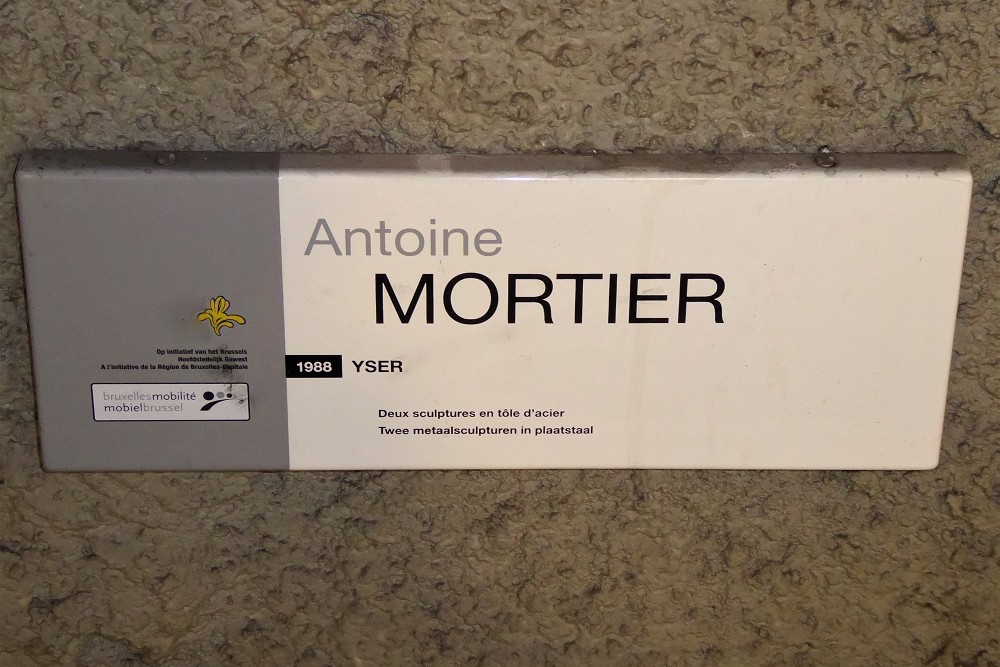 Antoine
MORTIER
1988 YSER
Deux sculptures en tôle d'acier
Twee metaalsculpturen in plaatstaal
Op initiatief van het Brussels
Hoofdstedelijk Gewest
A l'initiative de la Région de Bruxelles-Capitale
bruxellesmobilité
mobielbrussel